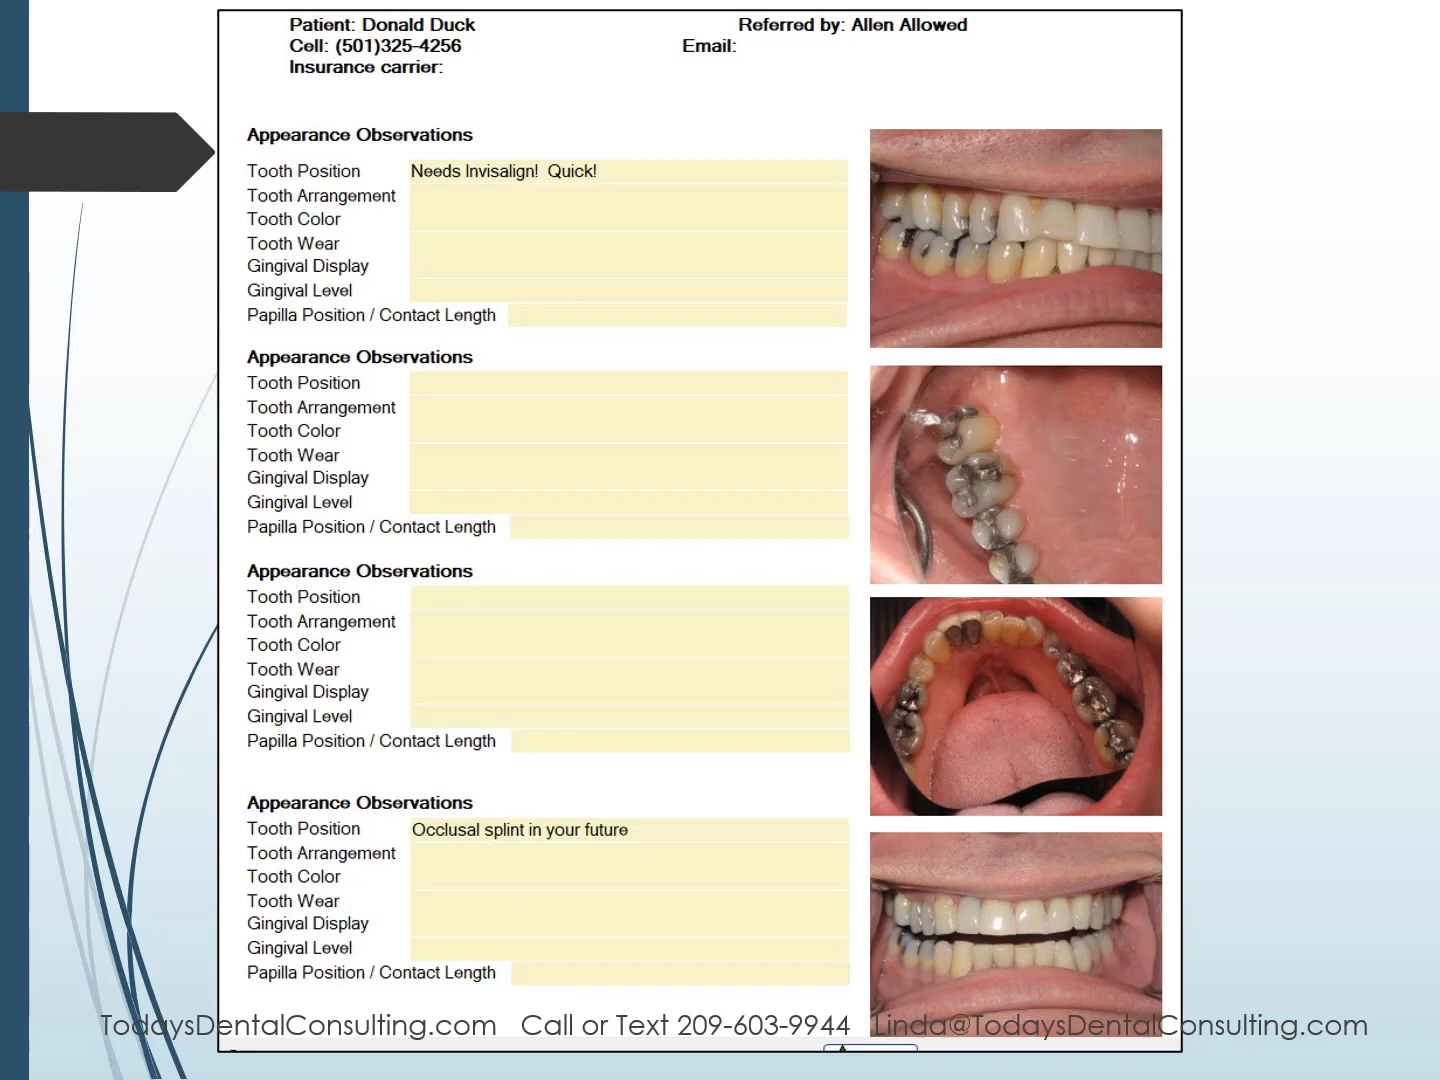 Patient: Donald Duck
Referred by: Allen Allowed
Cell: (501)325-4256
Email:
Insurance carrier:
Appearance Observations
Tooth Position Needs Invisalign!  Quick!
Tooth Arrangement
Tooth Color
Tooth Wear
Gingival Display
Gingival Level
Papilla Position / Contact Length
Appearance Observations
Tooth Position
Tooth Arrangement
Tooth Color
Tooth Wear
Gingival Display
Gingival Level
Papilla Position / Contact Length
Appearance Observations
Tooth Position
Tooth Arrangement
Tooth Color
Tooth Wear
Gingival Display
Gingival Level
Papilla Position / Contact Length
Appearance Observations
Tooth Position Occlusal splint in your future
Tooth Arrangement
Tooth Color
Tooth Wear
Gingival Display
Gingival Level
Papilla Position / Contact Length
TodaysDentalConsulting.com   Call or Text 209-603-9944   Linda@TodaysDentalConsulting.com